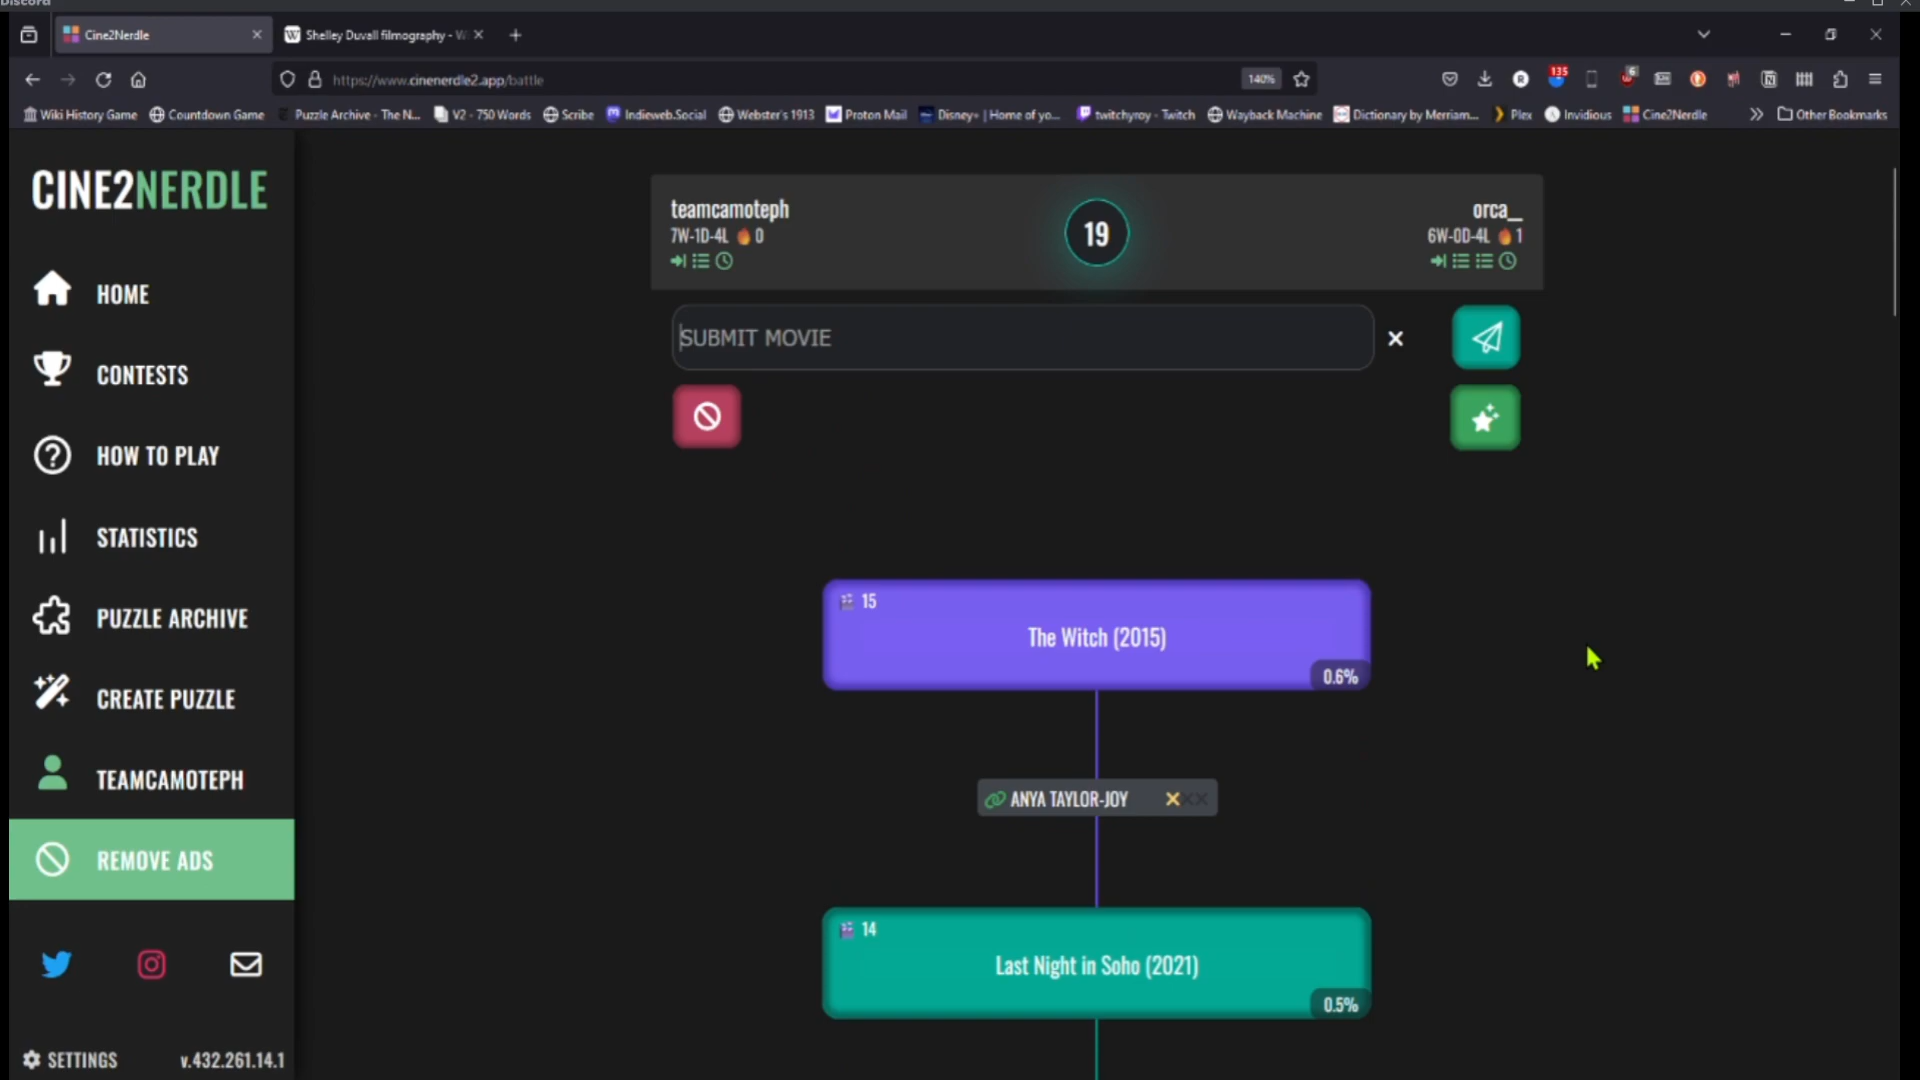 Discord
Cine2Nerdle
Shelley Duvall filmography - W
https://www.cinenerdle2.app/battle
140%
135
6
Wiki History Game
Countdown Game
Puzzle Archive - The N...
V2 - 750 Words
Scribe
Indieweb.Social
Webster's 1913
Proton Mail
Disney+ | Home of yo...
twitchyroy - Twitch
Wayback Machine
Dictionary by Merriam...
Plex
Invidious
Cine2Nerdle
Other Bookmarks
CINE2NERDLE
HOME
CONTESTS
HOW TO PLAY
STATISTICS
PUZZLE ARCHIVE
CREATE PUZZLE
TEAMCAMOTEPH
REMOVE ADS
SETTINGS
v.432.261.14.1
teamcamoteph
7W-1D-4L 🔥 0
19
orca_
6W-0D-4L 🔥 1
SUBMIT MOVIE
15
The Witch (2015)
0.6%
ANYA TAYLOR-JOY
14
Last Night in Soho (2021)
0.5%